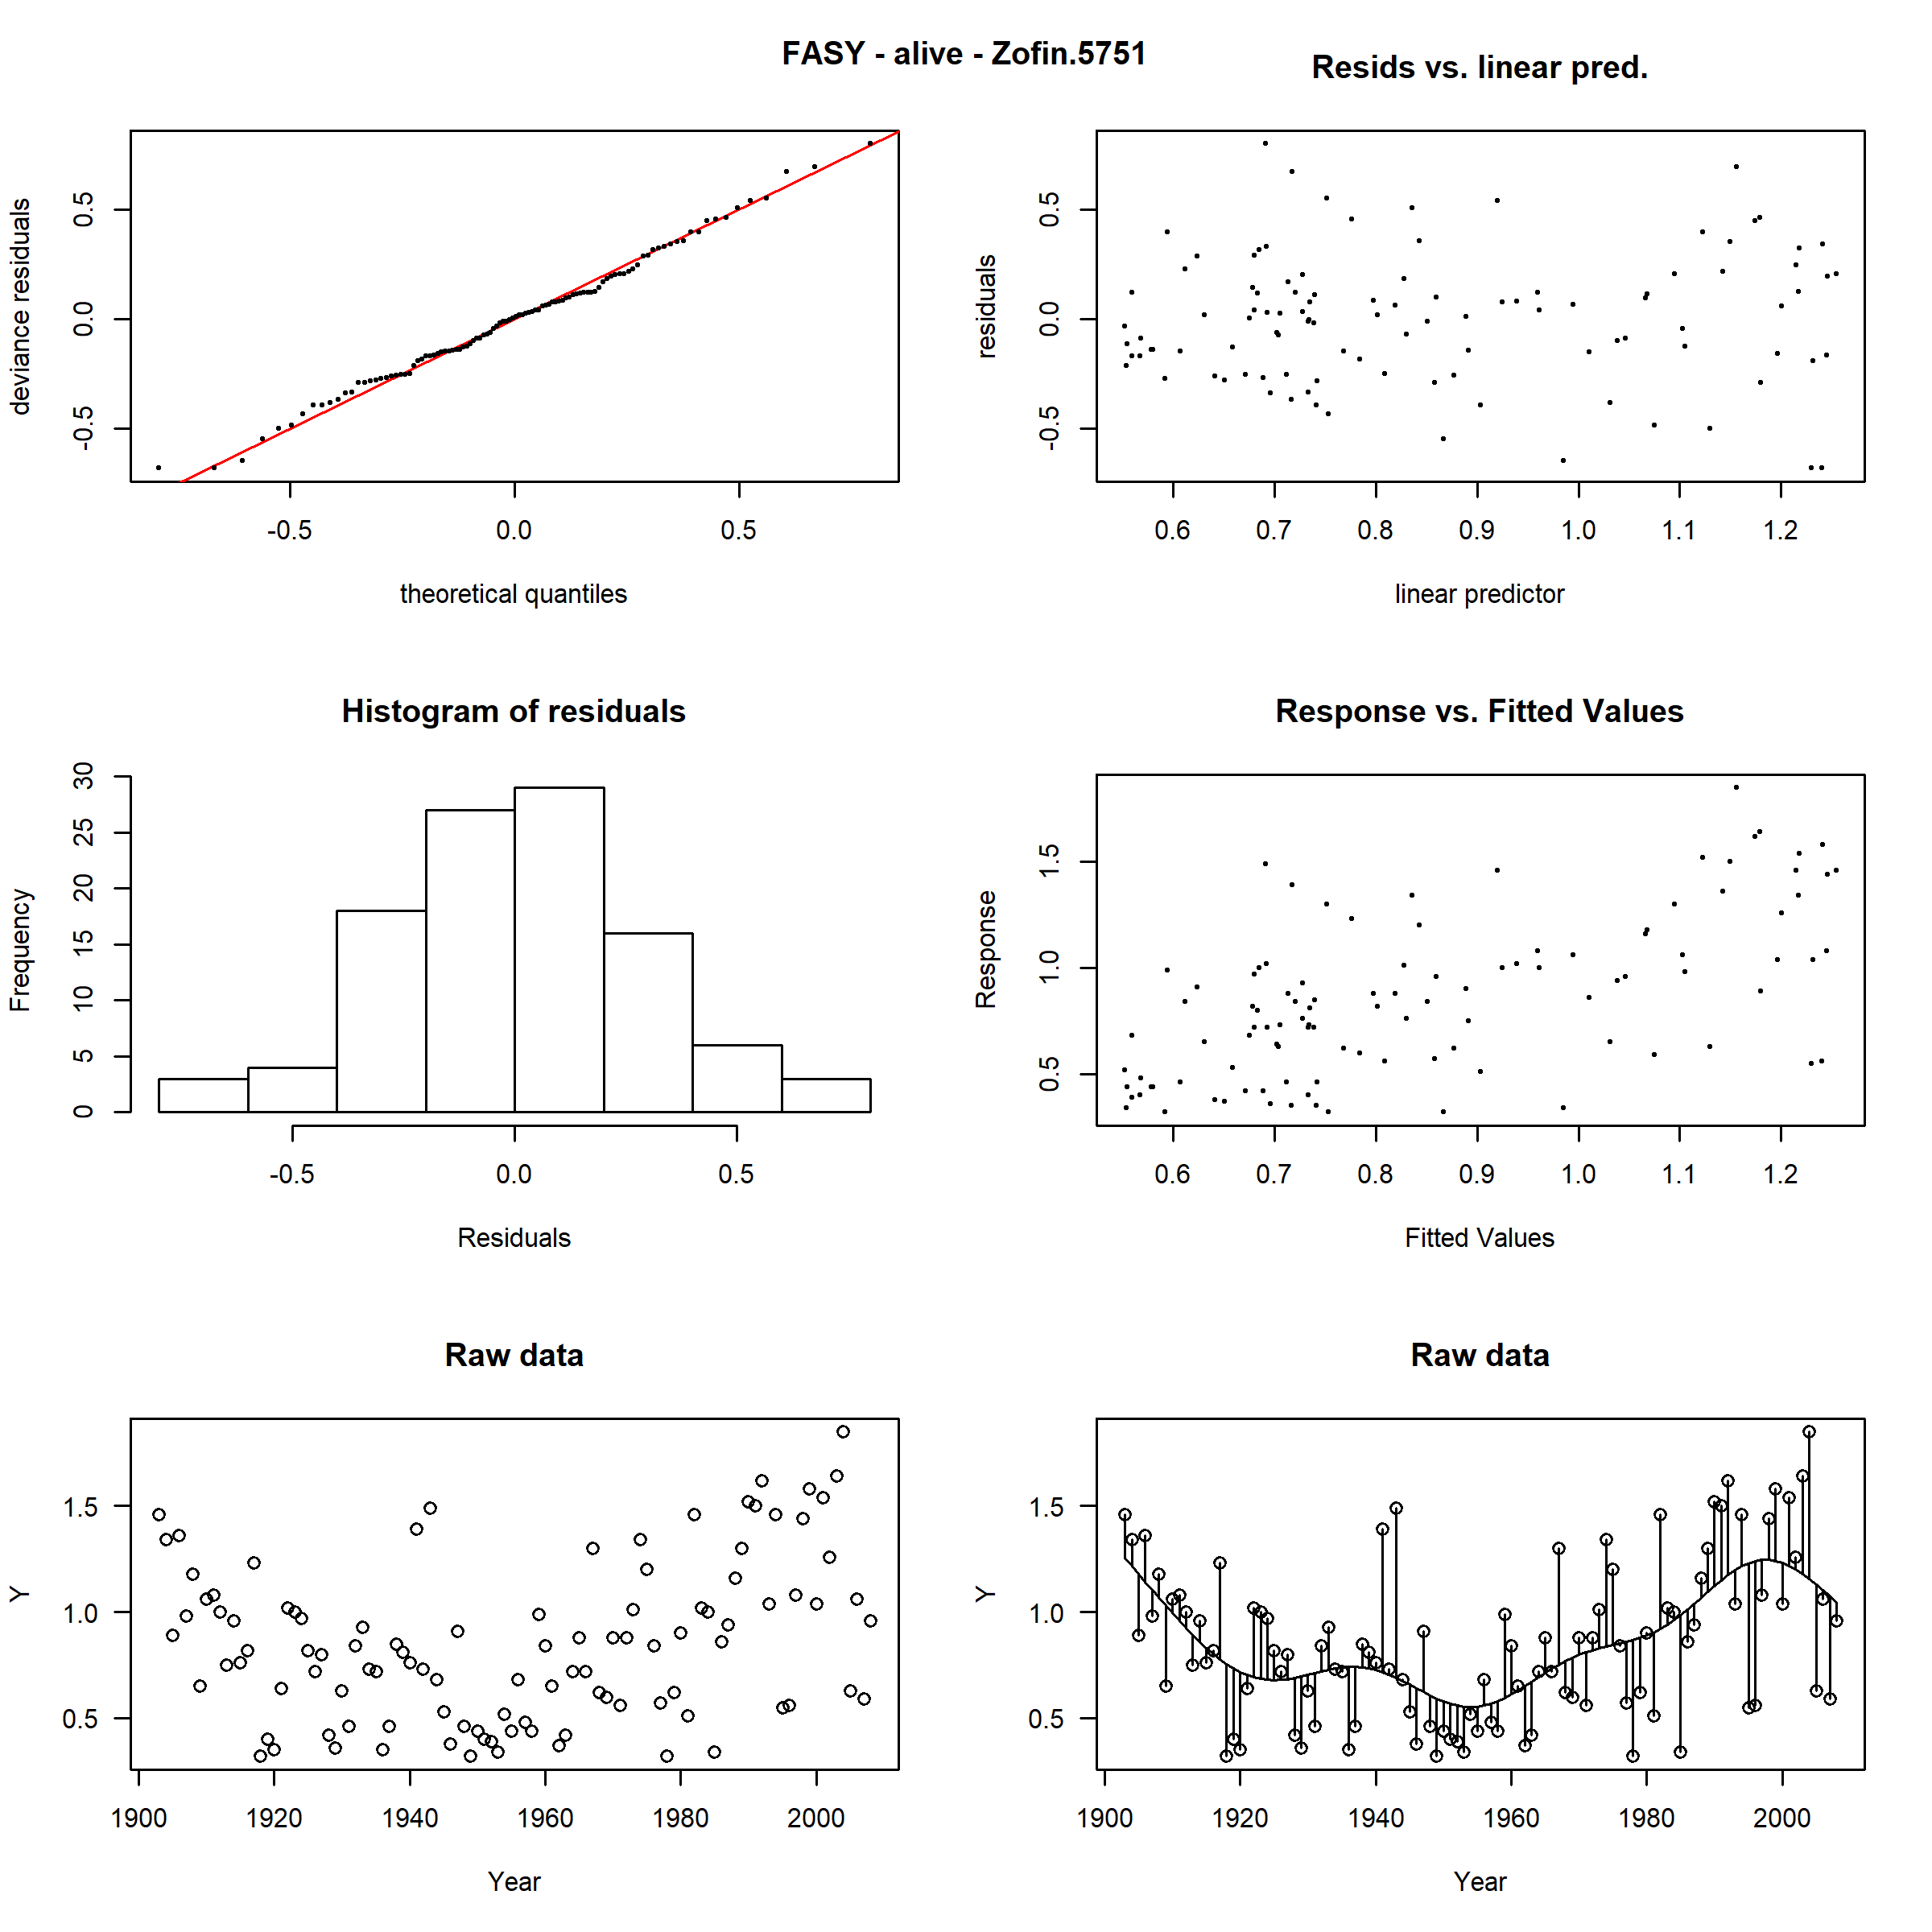 FASY - alive - Zofin.5751
Resids vs. linear pred.
deviance residuals
-0.5 0.0 0.5
-0.5 0.0 0.5
theoretical quantiles
residuals
-0.5 0.0 0.5
0.6 0.7 0.8 0.9 1.0 1.1 1.2
linear predictor
Histogram of residuals
Frequency
0 5 10 15 20 25 30
-0.5 0.0 0.5
Residuals
Response vs. Fitted Values
Response
0.5 1.0 1.5
0.6 0.7 0.8 0.9 1.0 1.1 1.2
Fitted Values
Raw data
Y
0.5 1.0 1.5
1900 1920 1940 1960 1980 2000
Year
Raw data
Y
0.5 1.0 1.5
1900 1920 1940 1960 1980 2000
Year